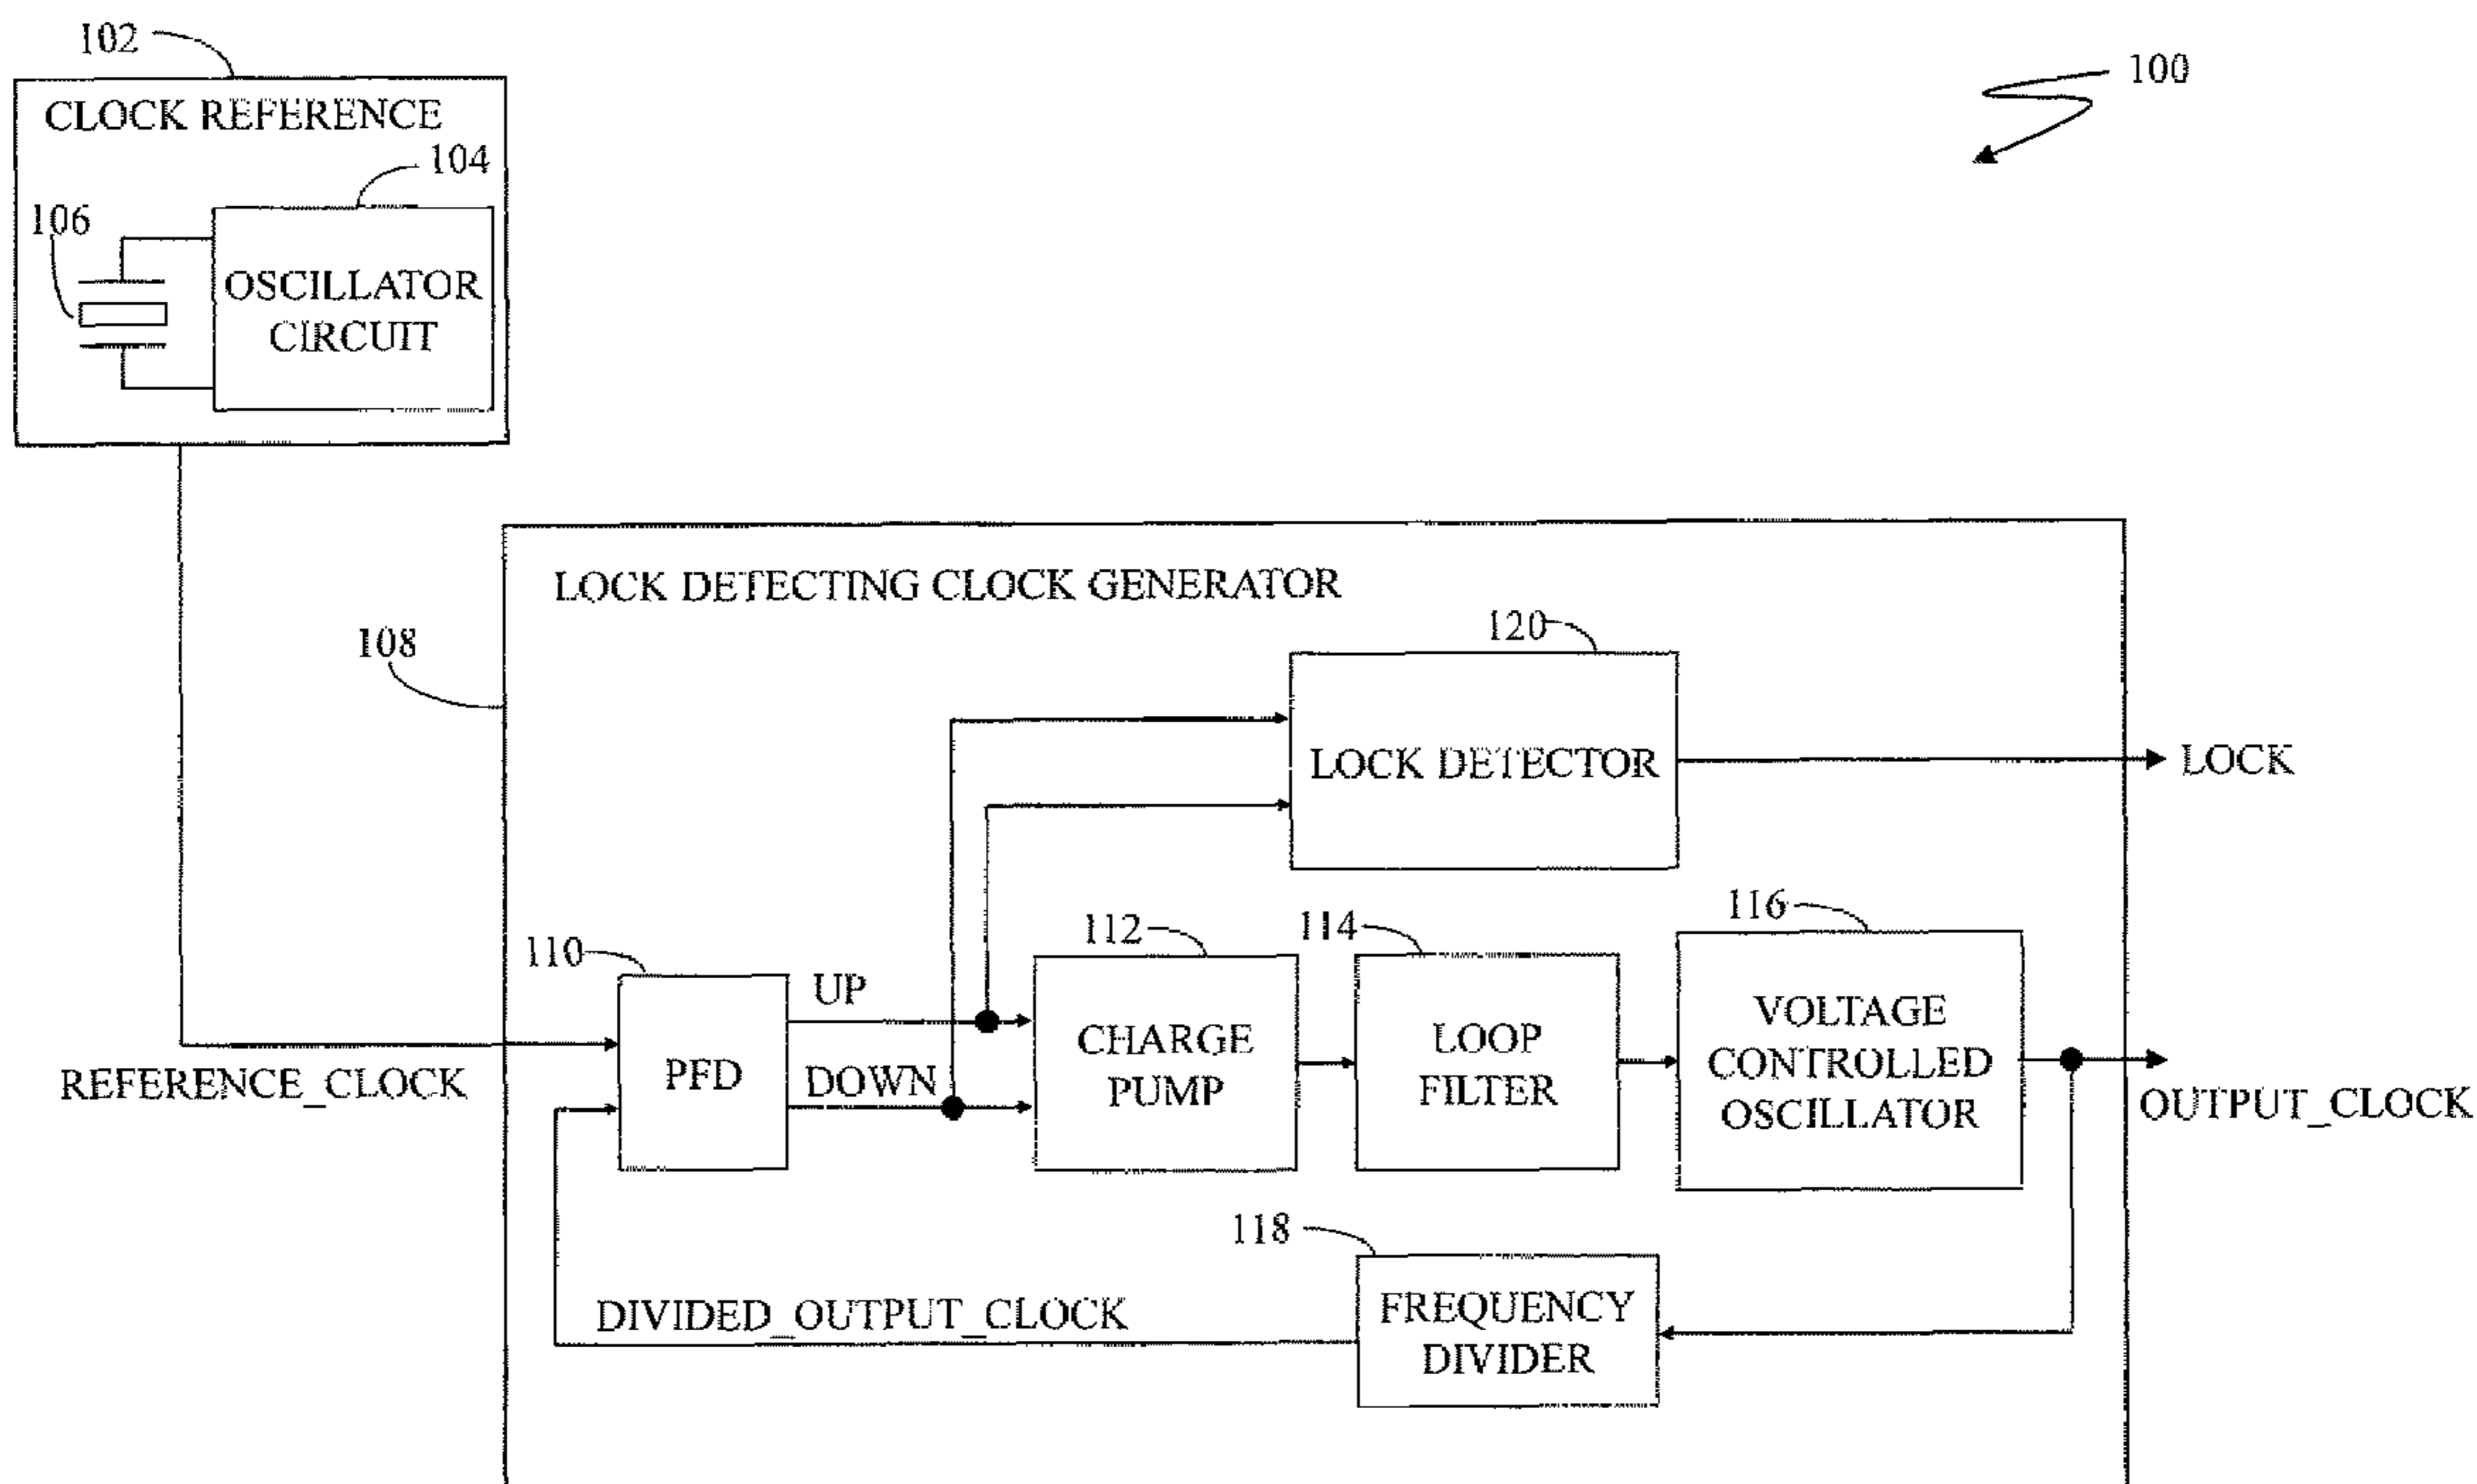 102
100
CLOCK REFERENCE
104
106
OSCILLATOR
CIRCUIT
LOCK DETECTING CLOCK GENERATOR
108
120
LOCK DETECTOR
LOCK
110
112
114
116
UP
DOWN
PFD
CHARGE
PUMP
LOOP
FILTER
VOLTAGE
CONTROLLED
OSCILLATOR
REFERENCE_CLOCK
OUTPUT_CLOCK
118
DIVIDED_OUTPUT_CLOCK
FREQUENCY
DIVIDER